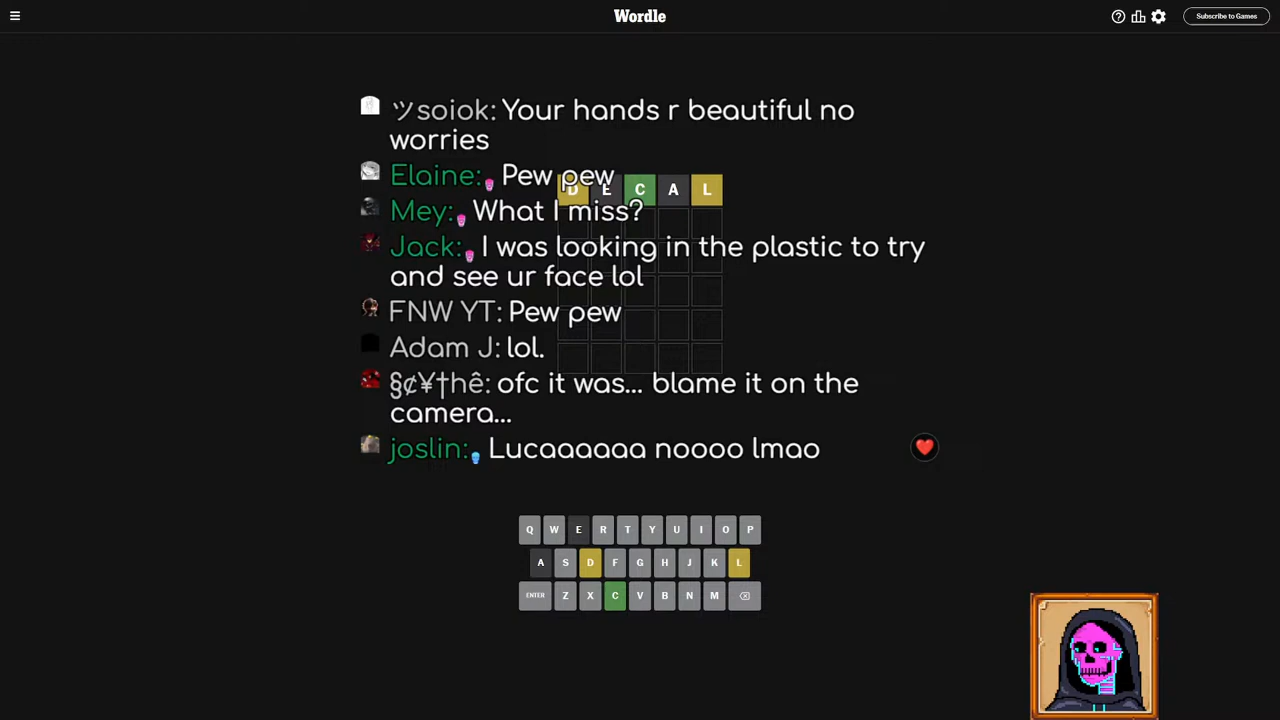 Wordle
Subscribe to Games
ツsoiok: Your hands r beautiful no
worries
Elaine: Pew pew
D E C A L
Mey: What I miss?
Jack: I was looking in the plastic to try
and see ur face lol
FNW YT: Pew pew
Adam J: lol.
§¢¥†hê: ofc it was... blame it on the
camera...
joslin: Lucaaaaaa noooo lmao
Q W E R T Y U I O P
A S D F G H J K L
ENTER Z X C V B N M